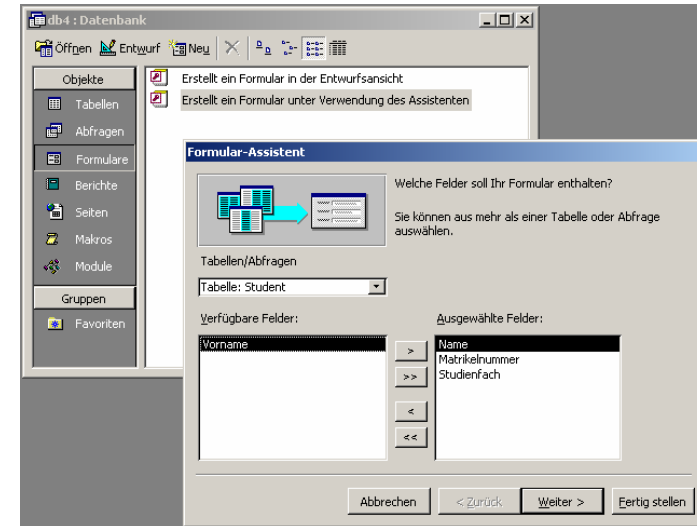 db4 : Datenbank
Öffnen Entwurf Neu
Objekte
Tabellen
Abfragen
Formulare
Berichte
Seiten
Makros
Module
Gruppen
Favoriten
Erstellt ein Formular in der Entwurfsansicht
Erstellt ein Formular unter Verwendung des Assistenten
Formular-Assistent
Welche Felder soll Ihr Formular enthalten?
Sie können aus mehr als einer Tabelle oder Abfrage
auswählen.
Tabellen/Abfragen
Tabelle: Student
Verfügbare Felder:
Vorname
>
>>
<
<<
Ausgewählte Felder:
Name
Matrikelnummer
Studienfach
Abbrechen < Zurück Weiter > Fertig stellen